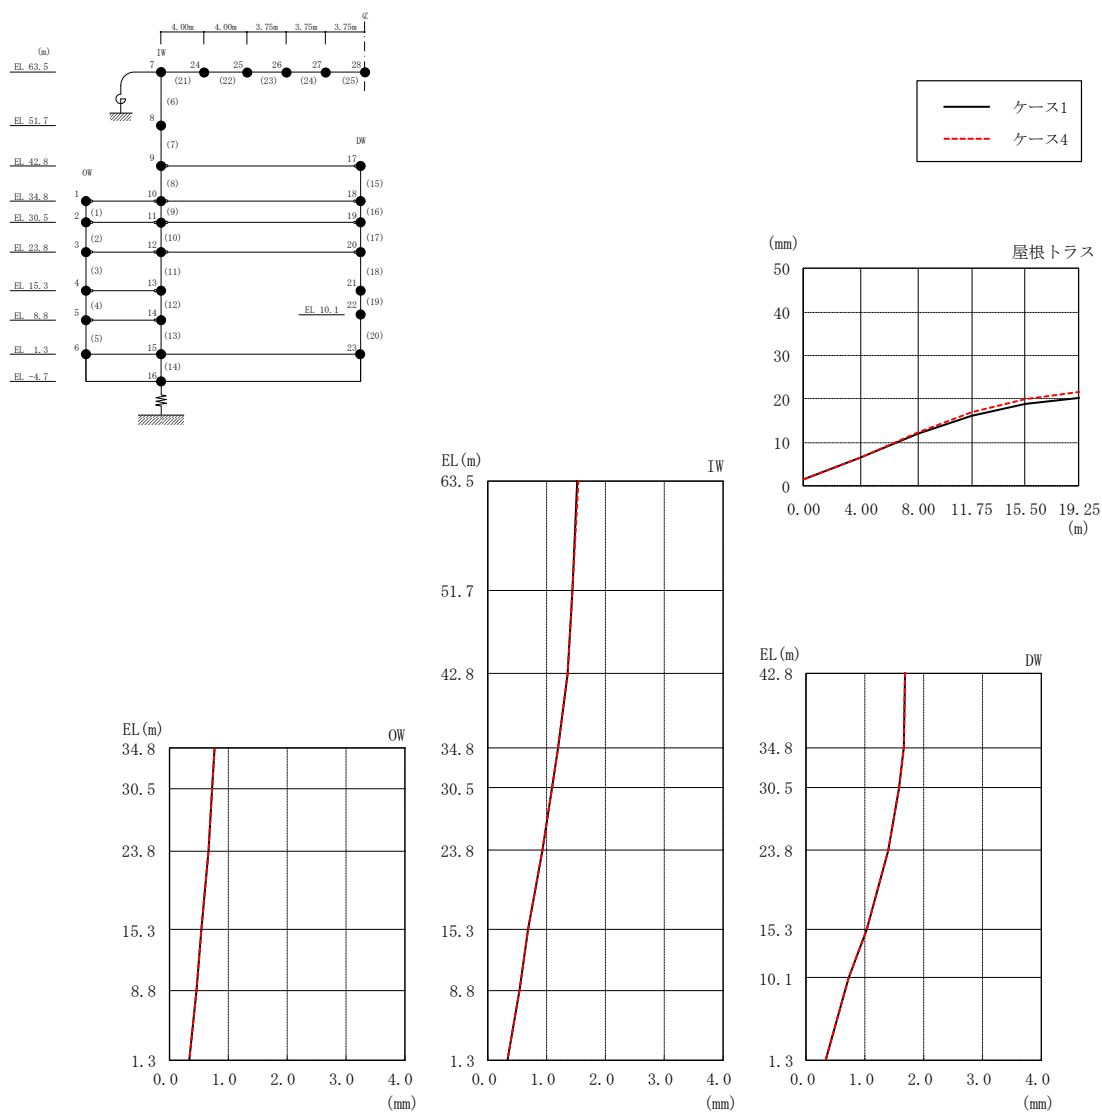 ℄
4.00m 4.00m 3.75m 3.75m 3.75m
(m)
IW
EL 63.5
7 24 25 26 27 28
(21) (22) (23) (24) (25)
(6)
EL 51.7
8
(7)
DW
EL 42.8
9 17
OW
(8) (15)
EL 34.8
1 10 18
(1) (9) (16)
EL 30.5
2 11 19
(2) (10) (17)
EL 23.8
3 12 20
(3) (11) (18)
EL 15.3
4 13 21
(4) (12) (19)
EL 10.1
22
EL 8.8
5 14
(5) (13) (20)
EL 1.3
6 15 23
(14)
EL -4.7
16
ケース1
ケース4
(mm)
屋根トラス
50
40
30
20
10
0
0.00 4.00 8.00 11.75 15.50 19.25
(m)
EL(m)
OW
34.8
30.5
23.8
15.3
8.8
1.3
0.0 1.0 2.0 3.0 4.0
(mm)
EL(m)
IW
63.5
51.7
42.8
34.8
30.5
23.8
15.3
8.8
1.3
0.0 1.0 2.0 3.0 4.0
(mm)
EL(m)
DW
42.8
34.8
30.5
23.8
15.3
10.1
1.3
0.0 1.0 2.0 3.0 4.0
(mm)